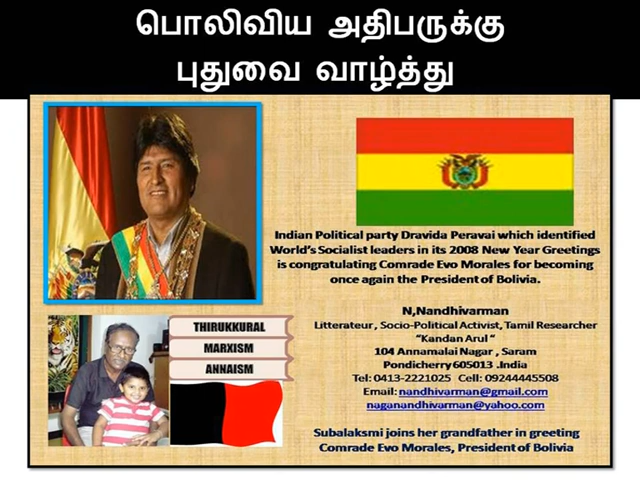 பொலிவிய அதிபருக்கு
புதுவை வாழ்த்து
Indian Political party Dravida Peravai which identified
World's Socialist leaders in its 2008 New Year Greetings
is congratulating Comrade Evo Morales for becoming
once again the President of Bolivia.
N,Nandhivarman
Litterateur , Socio-Political Activist, Tamil Researcher
"Kandan Arul "
104 Annamalai Nagar , Saram
Pondicherry 605013 .India
Tel: 0413-2221025 Cell: 09244445508
Email: nandhivarman@gmail.com
naganandhivarman@yahoo.com
Subalaksmi joins her grandfather in greeting
Comrade Evo Morales, President of Bolivia
THIRUKKURAL
MARXISM
ANNAISM